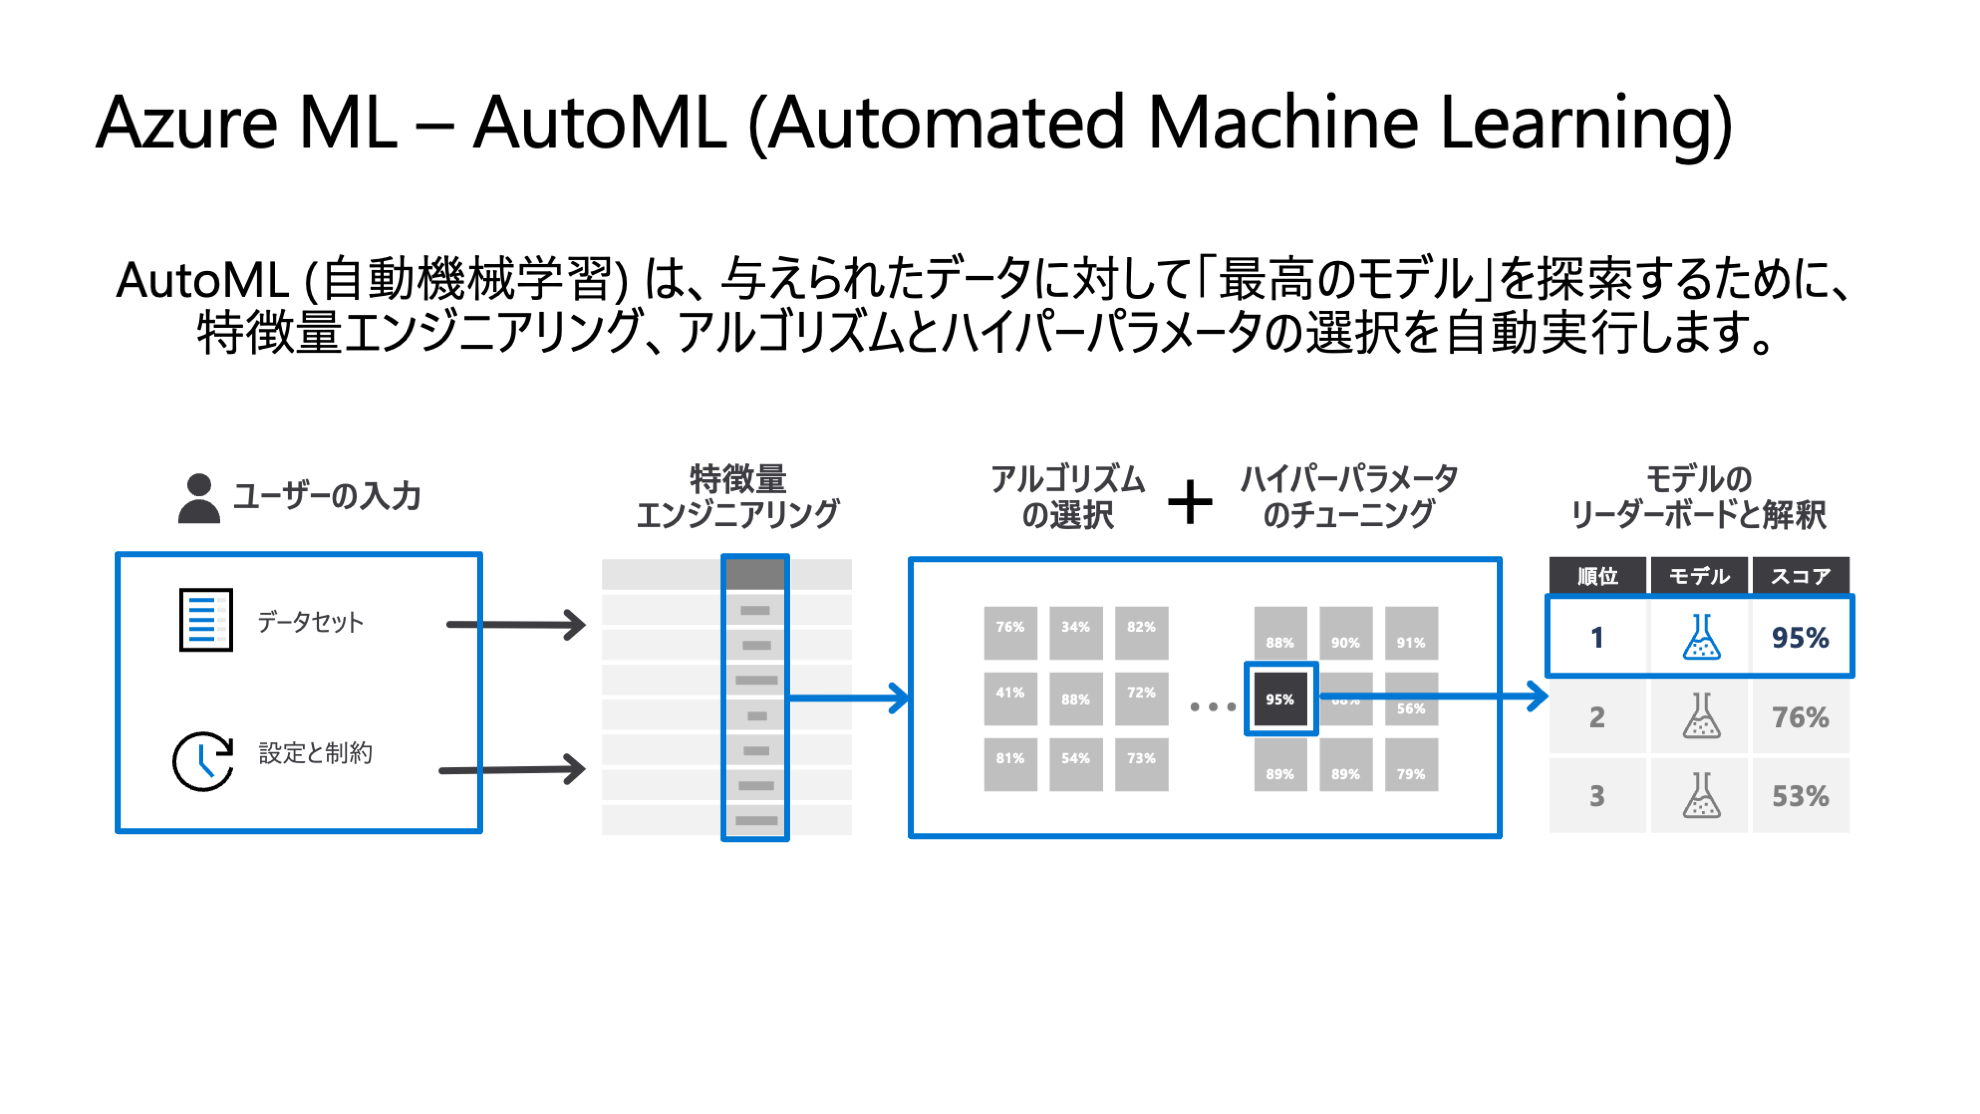 Azure ML – AutoML (Automated Machine Learning)
AutoML (自動機械学習) は、与えられたデータに対して「最高のモデル」を探索するために、
特徴量エンジニアリング、アルゴリズムとハイパーパラメータの選択を自動実行します。
ユーザーの入力
データセット
設定と制約
特徴量
エンジニアリング
アルゴリズム
の選択
+
ハイパーパラメータ
のチューニング
76% 34% 82%
41% 88% 72%
81% 54% 73%
...
88% 90% 91%
95% 56%
89% 89% 79%
モデルの
リーダーボードと解釈
順位 モデル スコア
1 95%
2 76%
3 53%